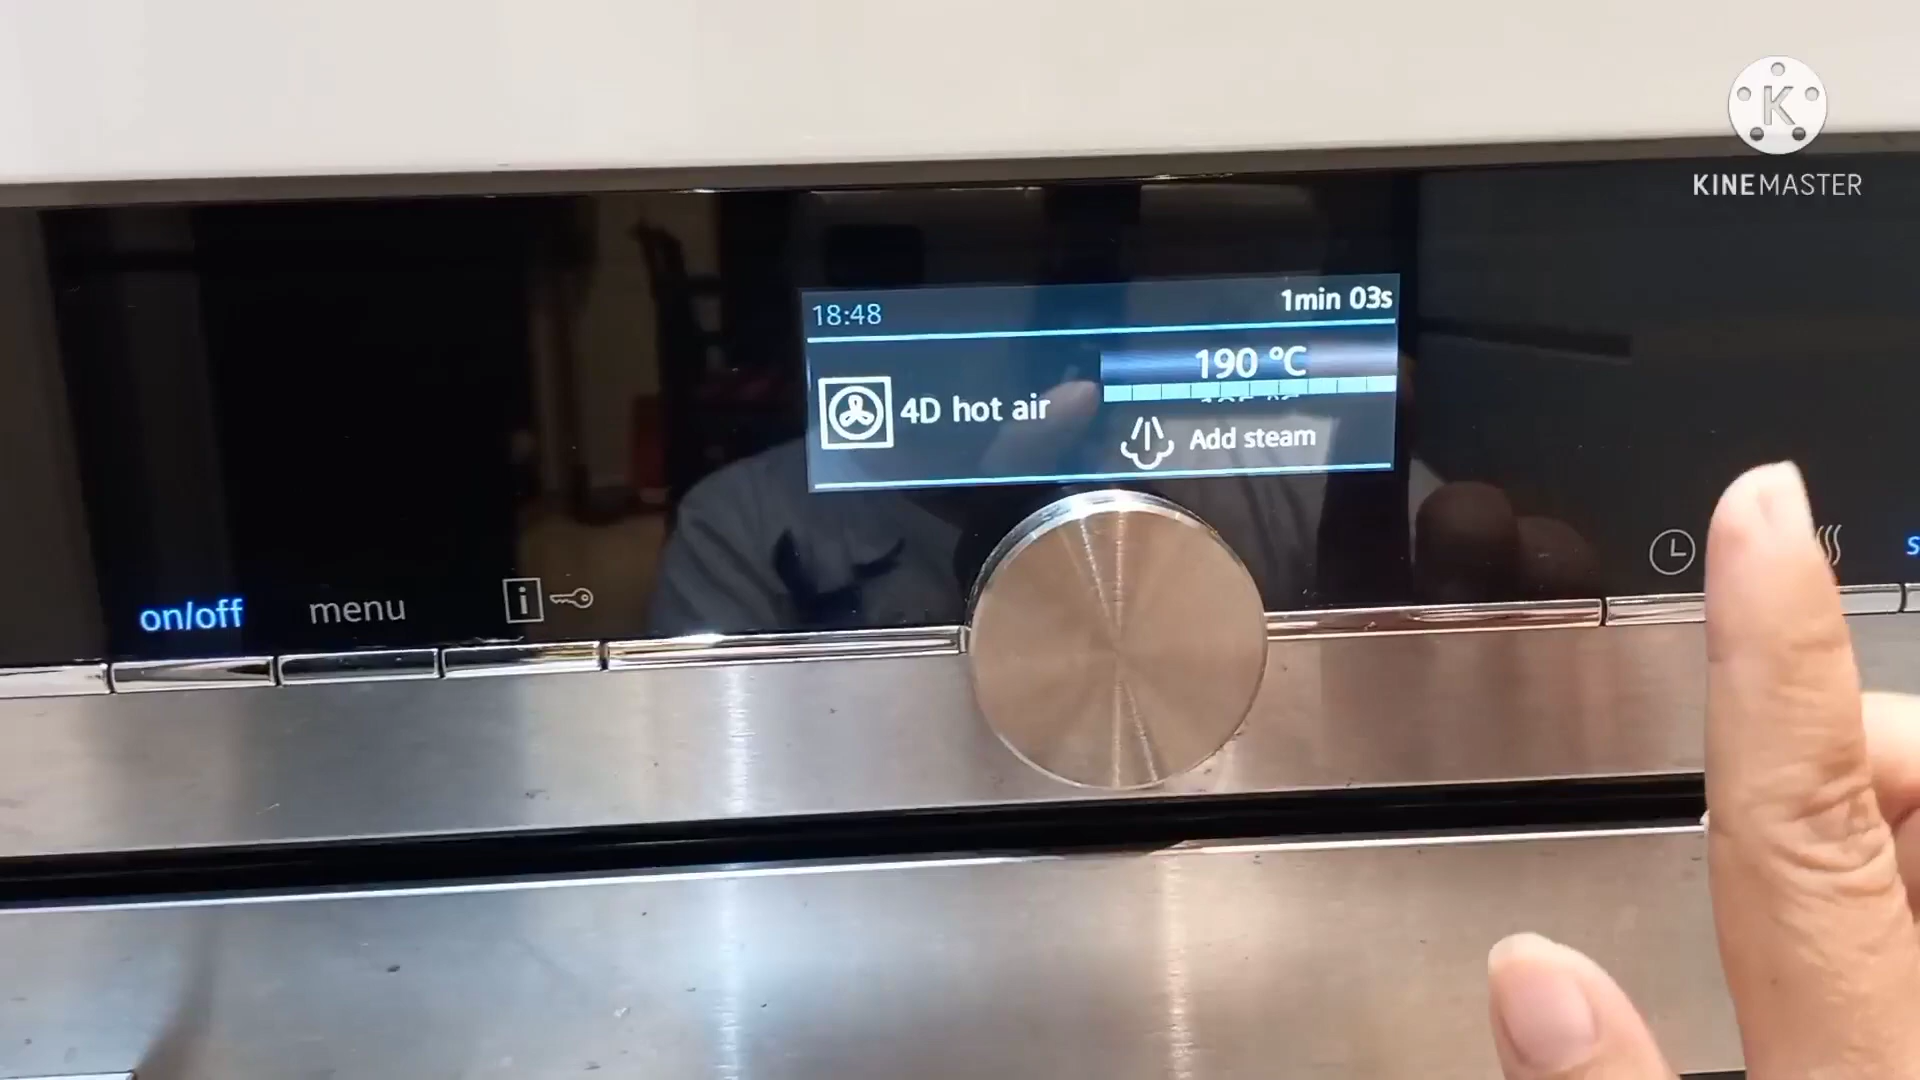 K
KINEMASTER
18:48
1min 03s
190 °C
4D hot air
Add steam
on/off
menu
i